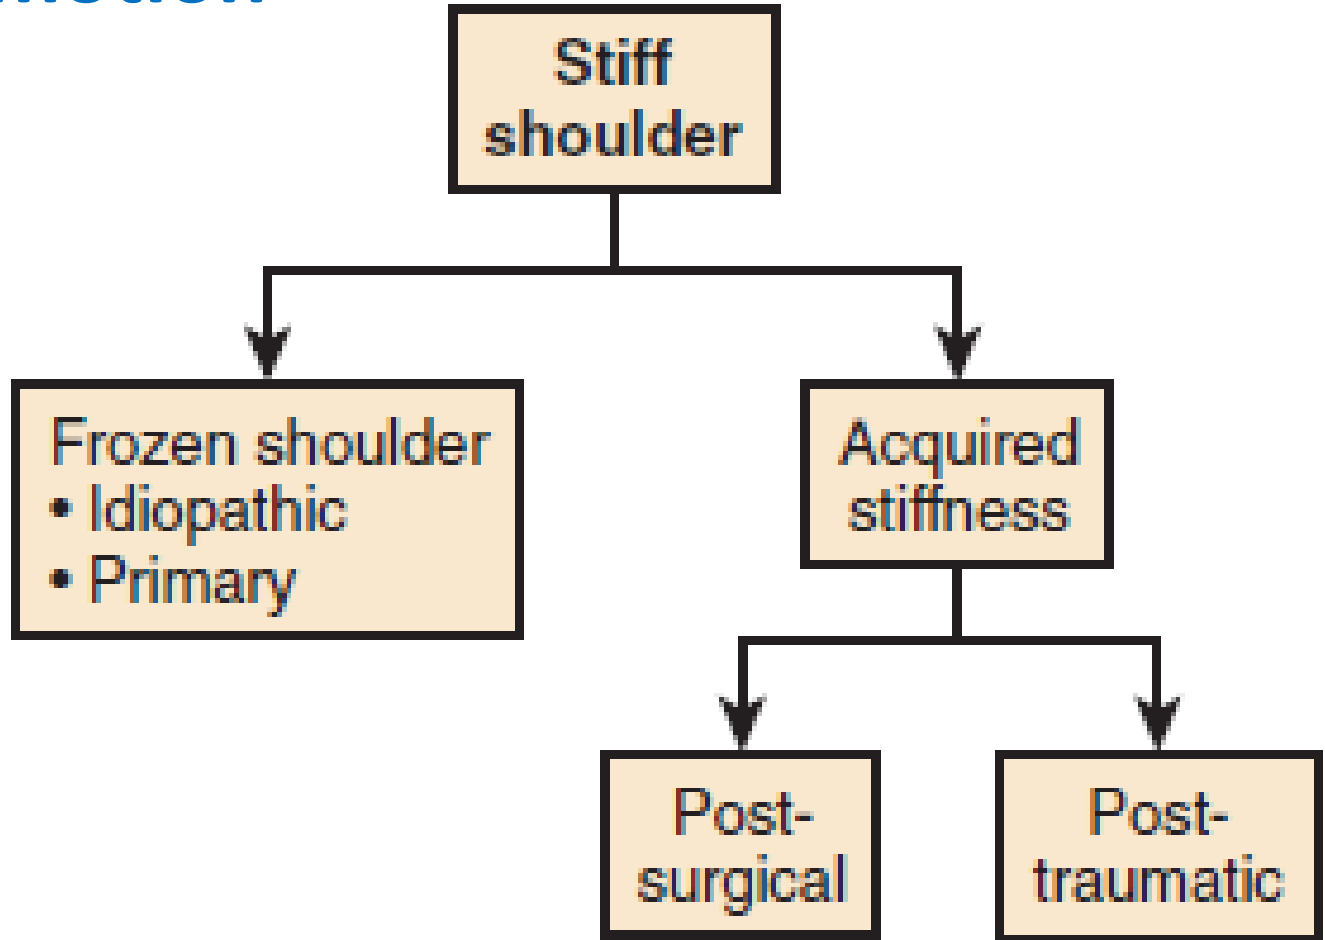 Stiff
shoulder
Frozen shoulder
• Idiopathic
• Primary
Acquired
stiffness
Post-
surgical
Post-
traumatic